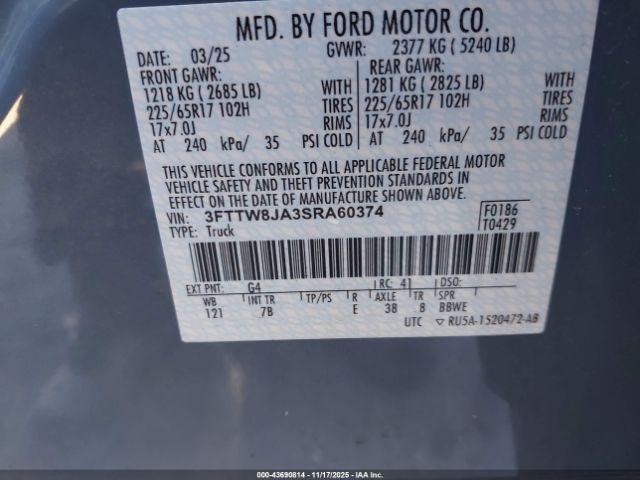 MFD. BY FORD MOTOR CO.
DATE: 03/25 GVWR: 2377 KG ( 5240 LB)
FRONT GAWR: REAR GAWR:
1218 KG ( 2685 LB) WITH 1281 KG ( 2825 LB) WITH
225/65R17 102H TIRES 225/65R17 102H TIRES
17x7.0J RIMS 17x7.0J RIMS
AT 240 kPa/ 35 PSI COLD AT 240 kPa/ 35 PSI COLD
THIS VEHICLE CONFORMS TO ALL APPLICABLE FEDERAL MOTOR
VEHICLE SAFETY AND THEFT PREVENTION STANDARDS IN
EFFECT ON THE DATE OF MANUFACTURE SHOWN ABOVE.
VIN: 3FTTW8JA3SRA60374 F0186
TYPE: Truck T0429
EXT PNT: G4 RC: 41 DSO:
WB INT TR TP/PS R AXLE TR SPR
121 7B E 38 8 BBWE
UTC ▽ RU5A-1520472-AB
000-43690814 - 11/17/2025 - IAA, Inc.